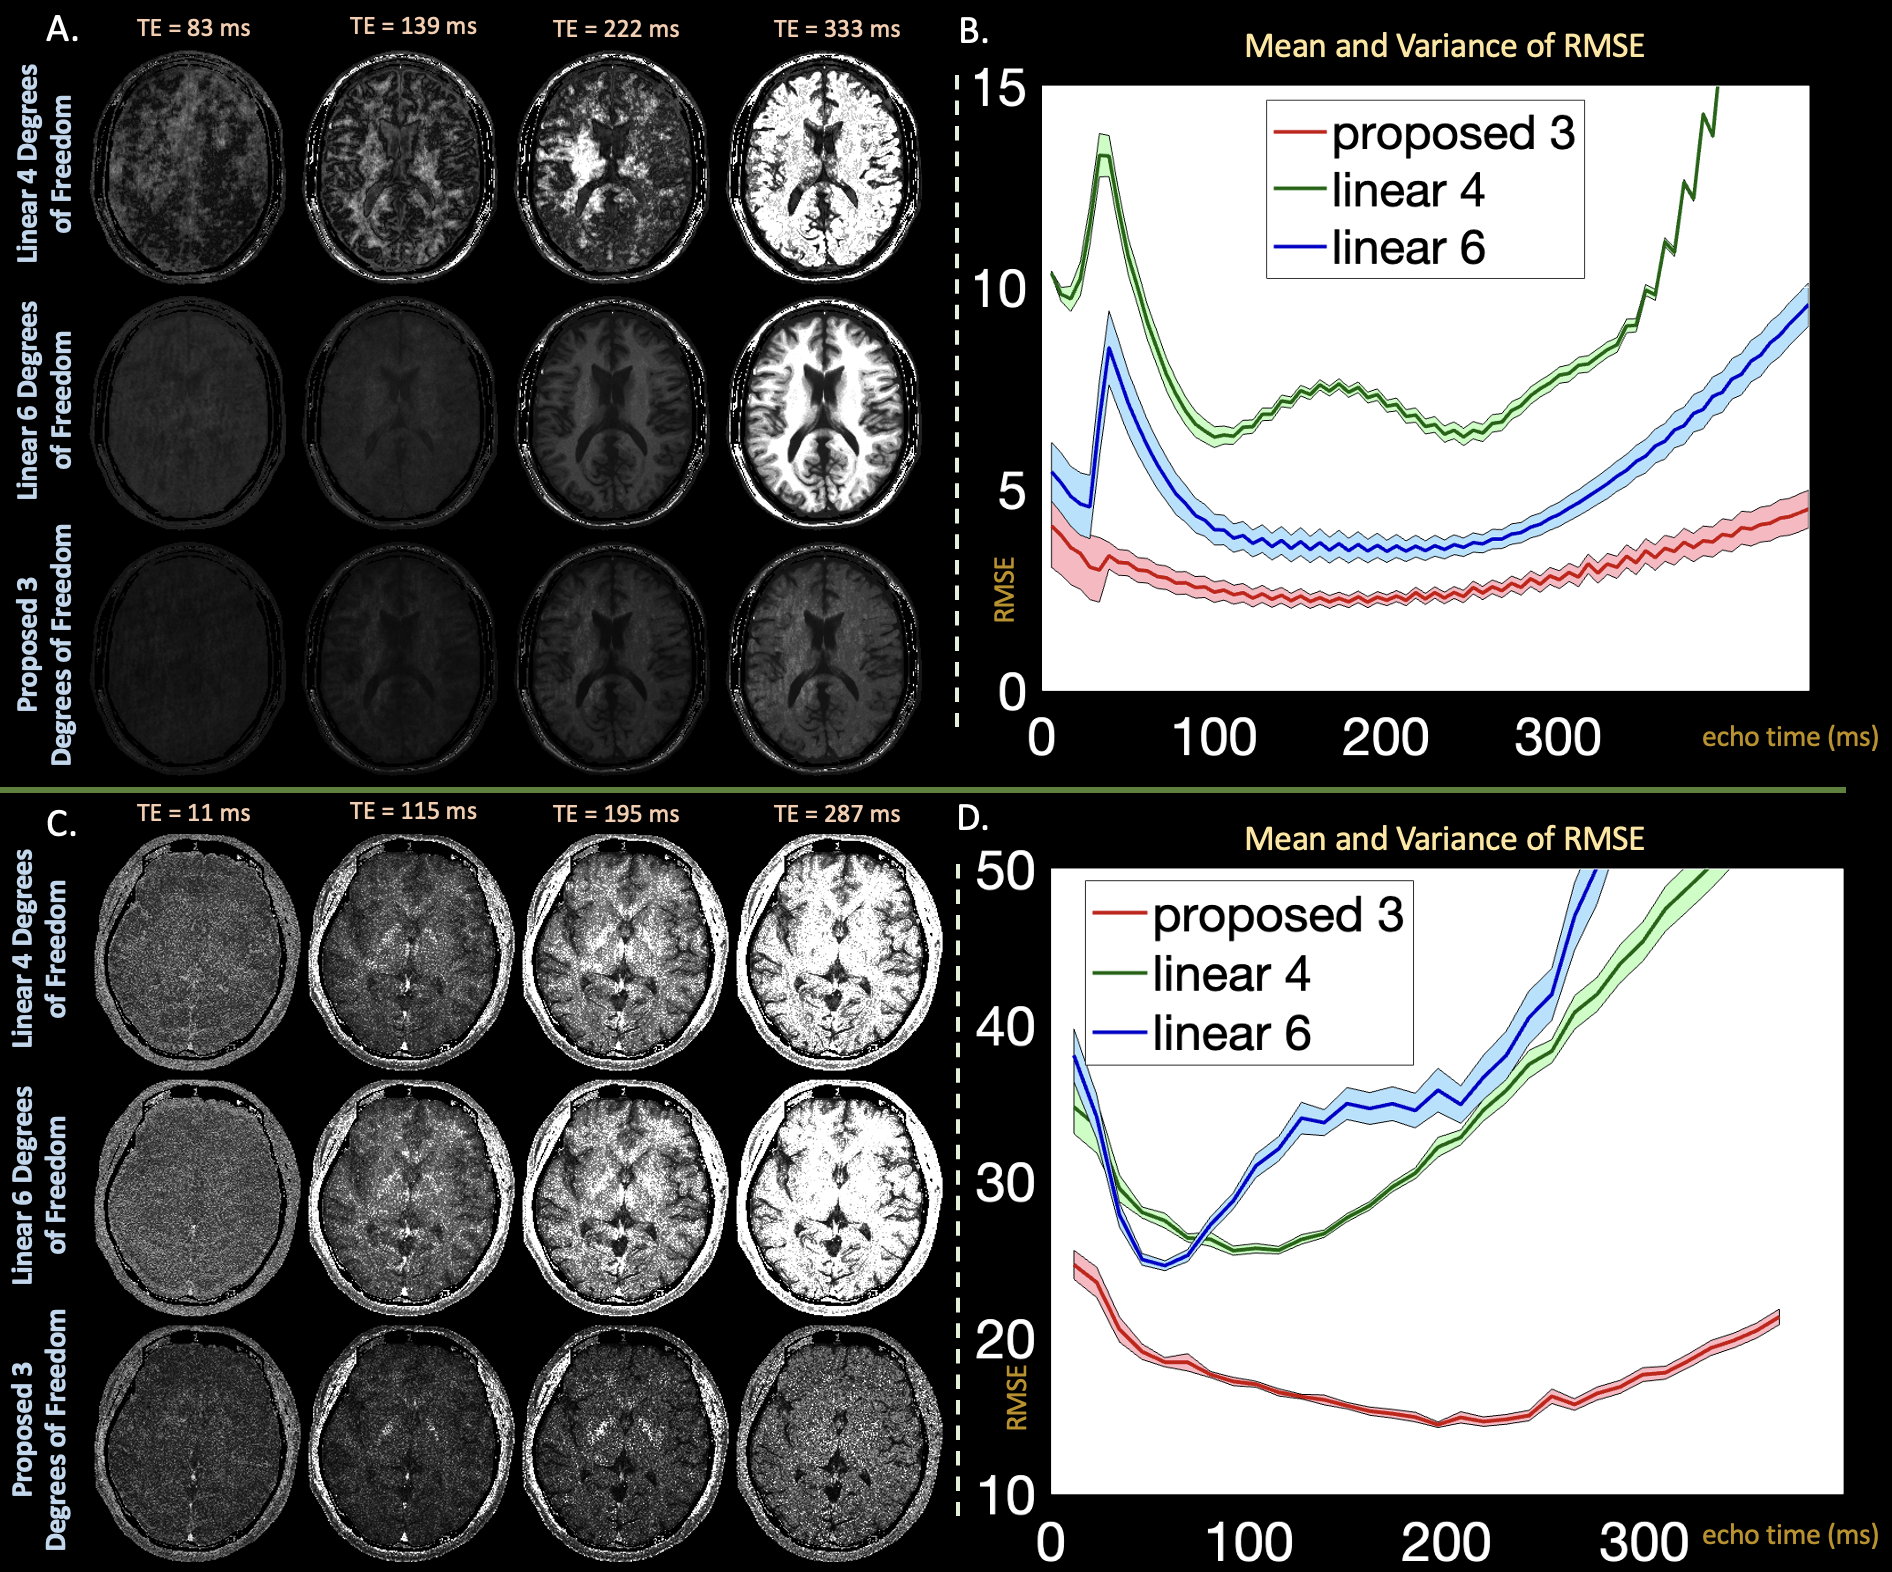 A.
TE = 83 ms
TE = 139 ms
TE = 222 ms
TE = 333 ms
Linear 4 Degrees
of Freedom
Linear 6 Degrees
of Freedom
Proposed 3
Degrees of Freedom
B.
Mean and Variance of RMSE
15
10
5
0
RMSE
proposed 3
linear 4
linear 6
0
100
200
300
echo time (ms)
C.
TE = 11 ms
TE = 115 ms
TE = 195 ms
TE = 287 ms
Linear 4 Degrees
of Freedom
Linear 6 Degrees
of Freedom
Proposed 3
Degrees of Freedom
D.
Mean and Variance of RMSE
50
40
30
20
10
RMSE
proposed 3
linear 4
linear 6
0
100
200
300
echo time (ms)